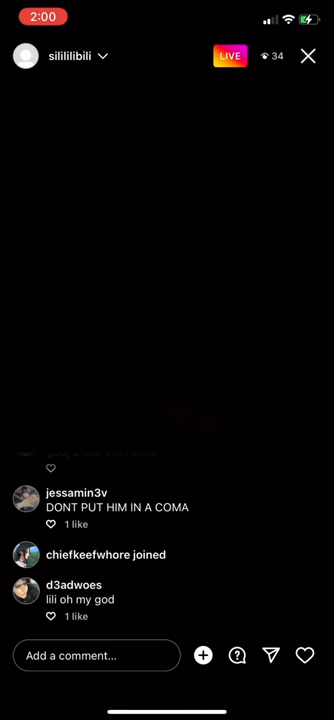 2:00
silililibili
LIVE
34
jessamin3v
DONT PUT HIM IN A COMA
1 like
chiefkeefwhore joined
d3adwoes
lili oh my god
1 like
Add a comment...